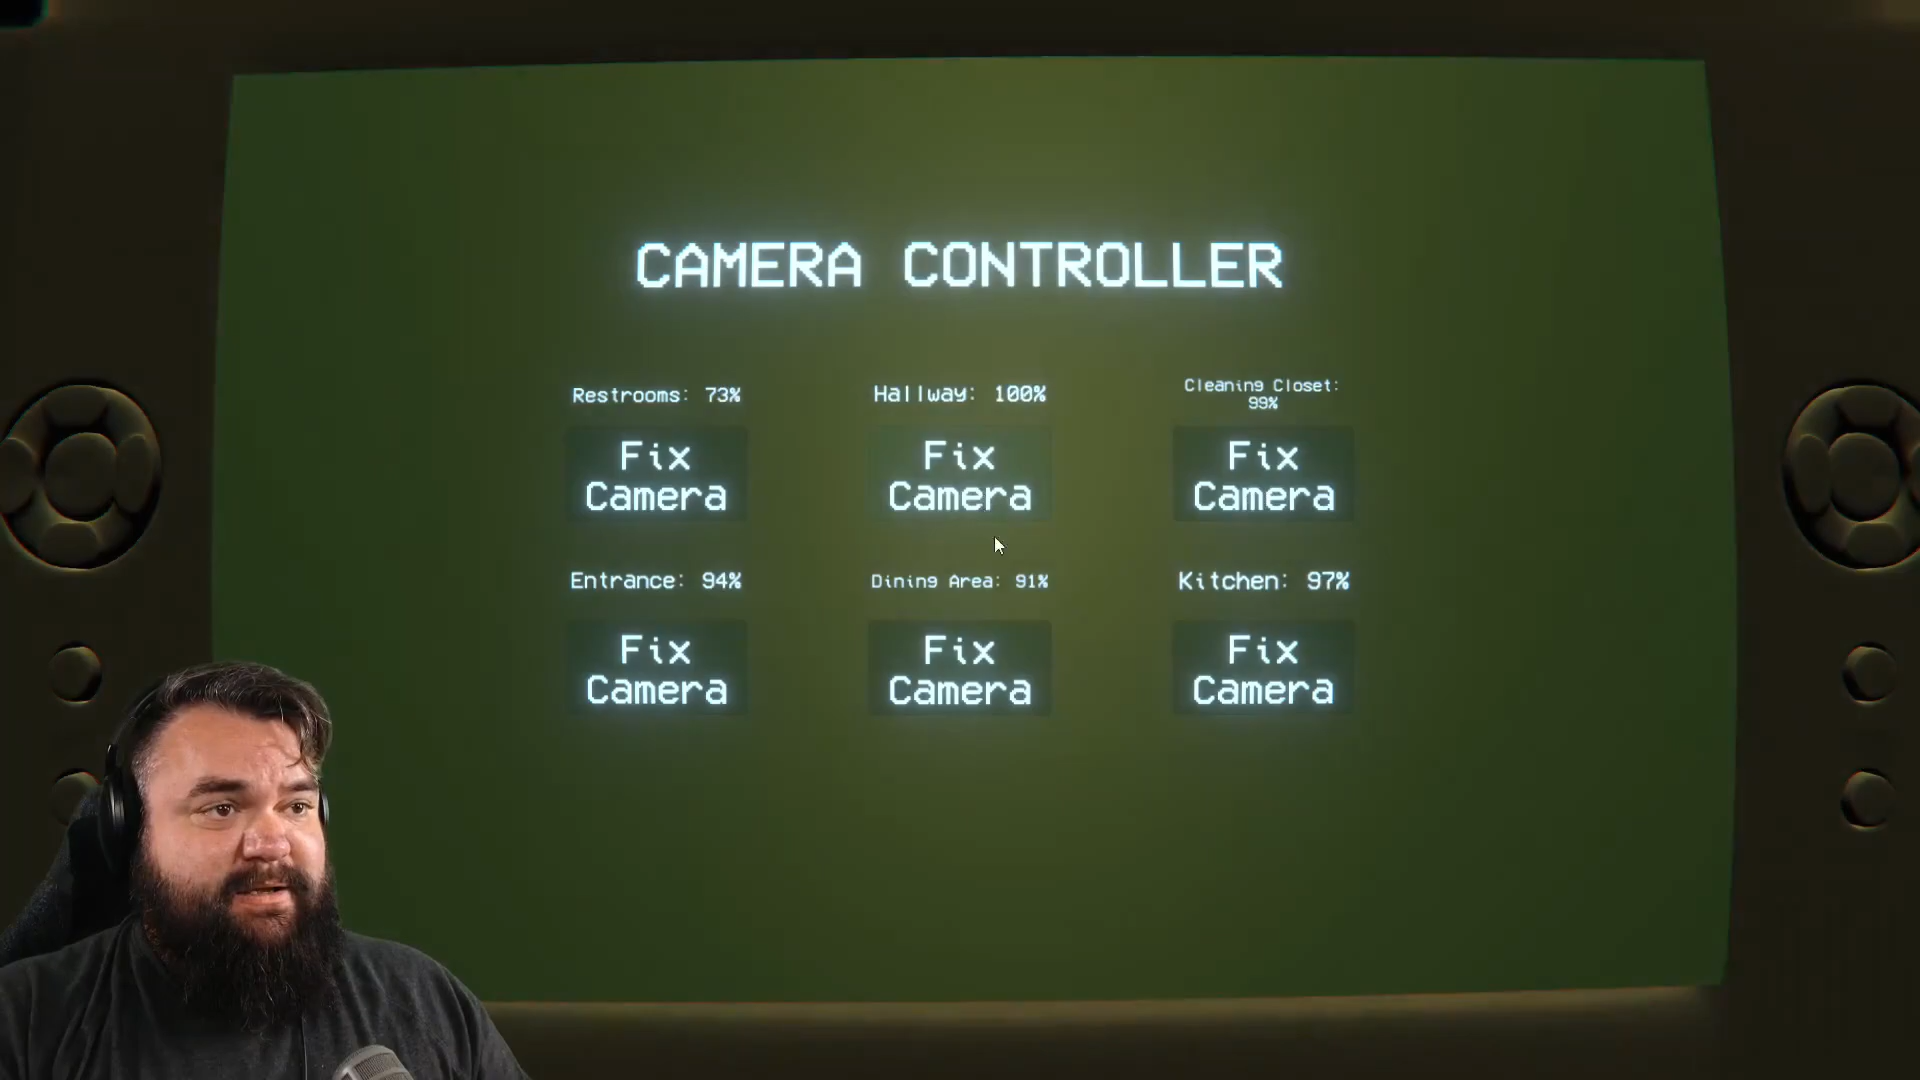 CAMERA CONTROLLER
Restrooms: 73%
Hallway: 100%
Cleaning Closet:
99%
Fix
Camera
Fix
Camera
Fix
Camera
Entrance: 94%
Dining Area: 91%
Kitchen: 97%
Fix
Camera
Fix
Camera
Fix
Camera